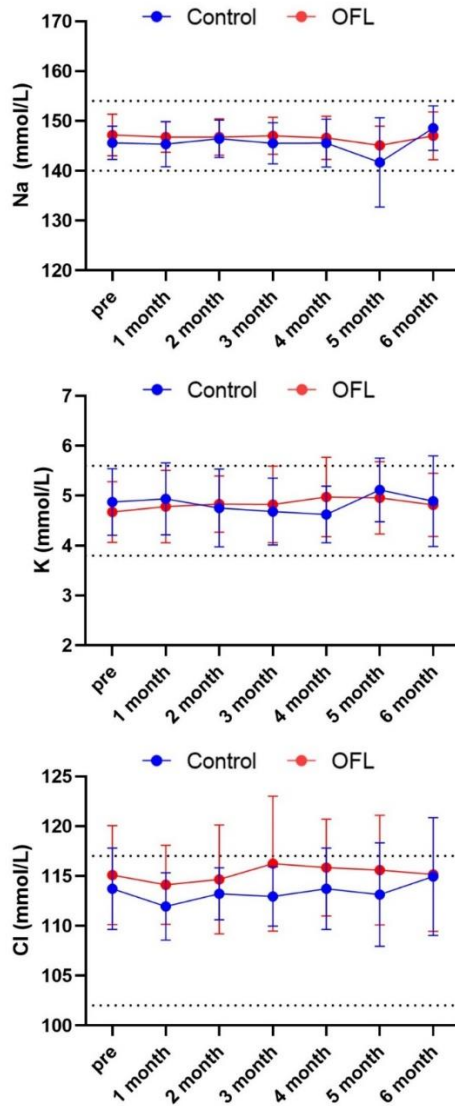 Control OFL
170
160
150
140
130
120
Na (mmol/L)
pre
1 month
2 month
3 month
4 month
5 month
6 month
Control OFL
7
6
5
4
3
2
K (mmol/L)
pre
1 month
2 month
3 month
4 month
5 month
6 month
Control OFL
125
120
115
110
105
100
Cl (mmol/L)
pre
1 month
2 month
3 month
4 month
5 month
6 month